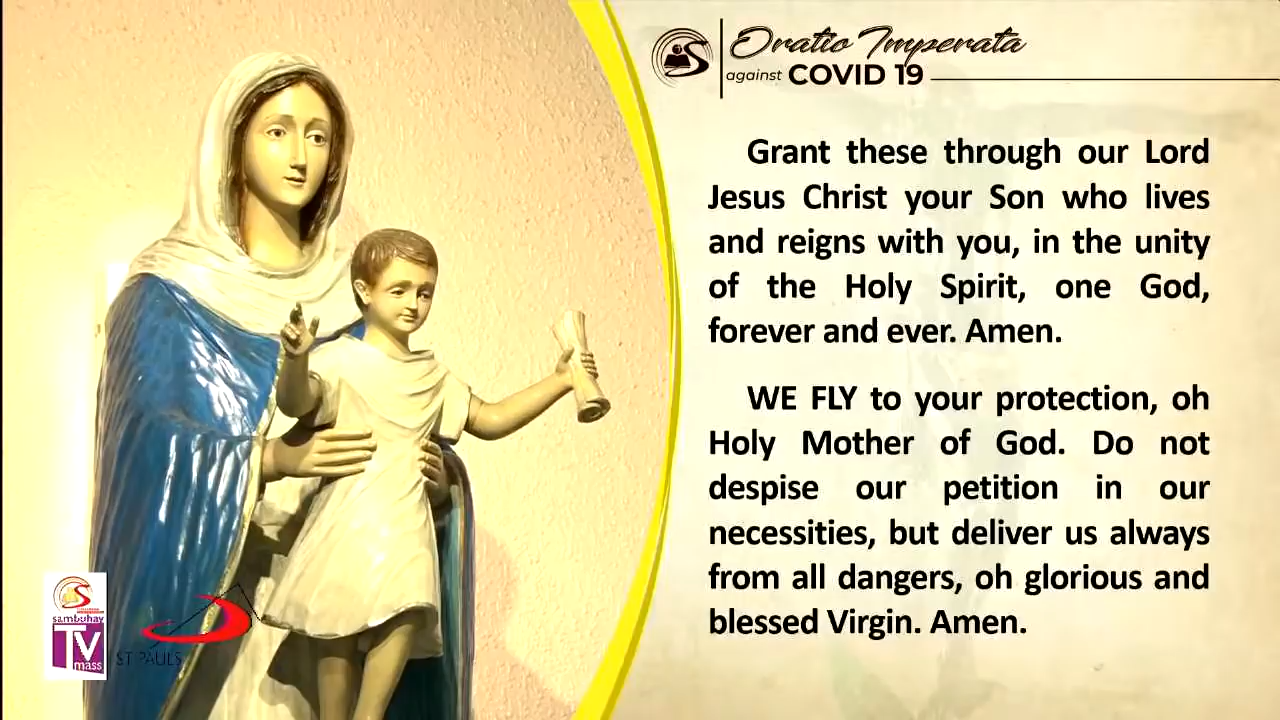 Oratio Imperata
against COVID 19
Grant these through our Lord
Jesus Christ your Son who lives
and reigns with you, in the unity
of the Holy Spirit, one God,
forever and ever. Amen.
WE FLY to your protection, oh
Holy Mother of God. Do not
despise our petition in our
necessities, but deliver us always
from all dangers, oh glorious and
blessed Virgin. Amen.
sambuhay
TV
mass
ST PAULS